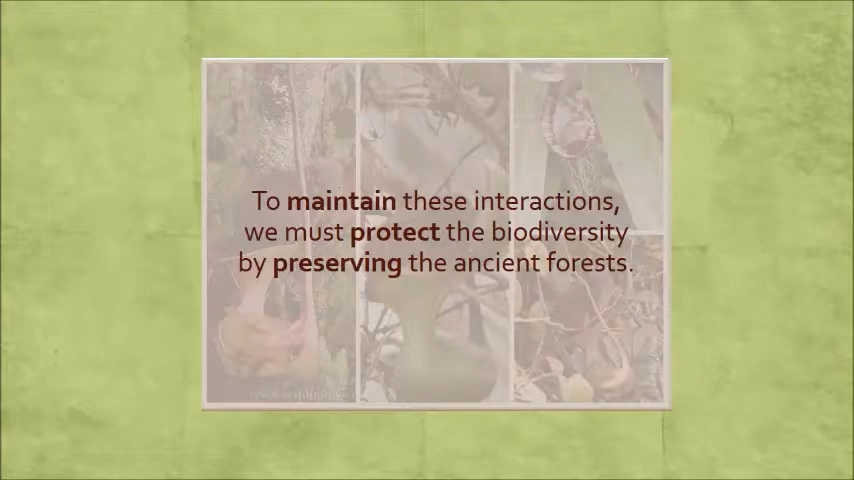 To maintain these interactions,
we must protect the biodiversity
by preserving the ancient forests.